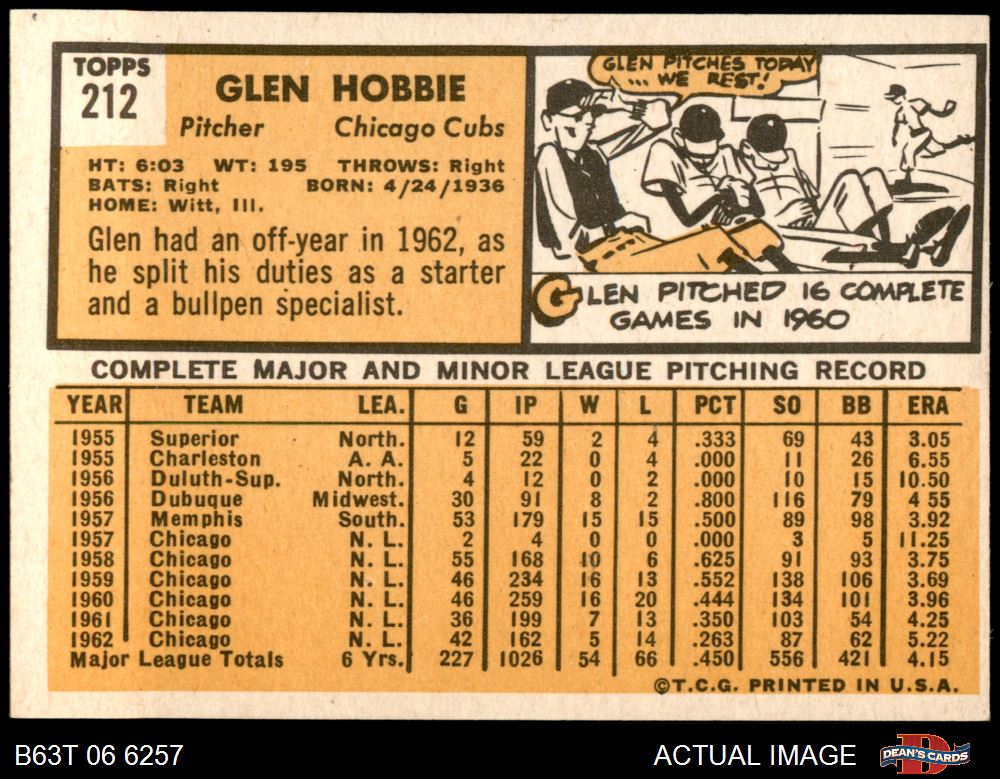 TOPPS
212
GLEN HOBBIE
Pitcher Chicago Cubs
HT: 6:03 WT: 195 THROWS: Right
BATS: Right BORN: 4/24/1936
HOME: Witt, Ill.
Glen had an off-year in 1962, as
he split his duties as a starter
and a bullpen specialist.
GLEN PITCHES TODAY
... WE REST!
GLEN PITCHED 16 COMPLETE
GAMES IN 1960
COMPLETE MAJOR AND MINOR LEAGUE PITCHING RECORD
YEAR TEAM LEA. G IP W L PCT SO BB ERA
1955 Superior North. 12 59 2 4 .333 69 43 3.05
1955 Charleston A. A. 5 22 0 4 .000 11 26 6.55
1956 Duluth-Sup. North. 4 12 0 2 .000 10 15 10.50
1956 Dubuque Midwest. 30 91 8 2 .800 116 79 4 55
1957 Memphis South. 53 179 15 15 .500 89 98 3.92
1957 Chicago N. L. 2 4 0 0 .000 3 5 11.25
1958 Chicago N. L. 55 168 10 6 .625 91 93 3.75
1959 Chicago N. L. 46 234 16 13 .552 138 106 3.69
1960 Chicago N. L. 46 259 16 20 .444 134 101 3.96
1961 Chicago N. L. 36 199 7 13 .350 103 54 4.25
1962 Chicago N. L. 42 162 5 14 .263 87 62 5.22
Major League Totals 6 Yrs. 227 1026 54 66 .450 556 421 4.15
©T.C.G. PRINTED IN U.S.A.
B63T 06 6257 ACTUAL IMAGE DEAN'S CARDS